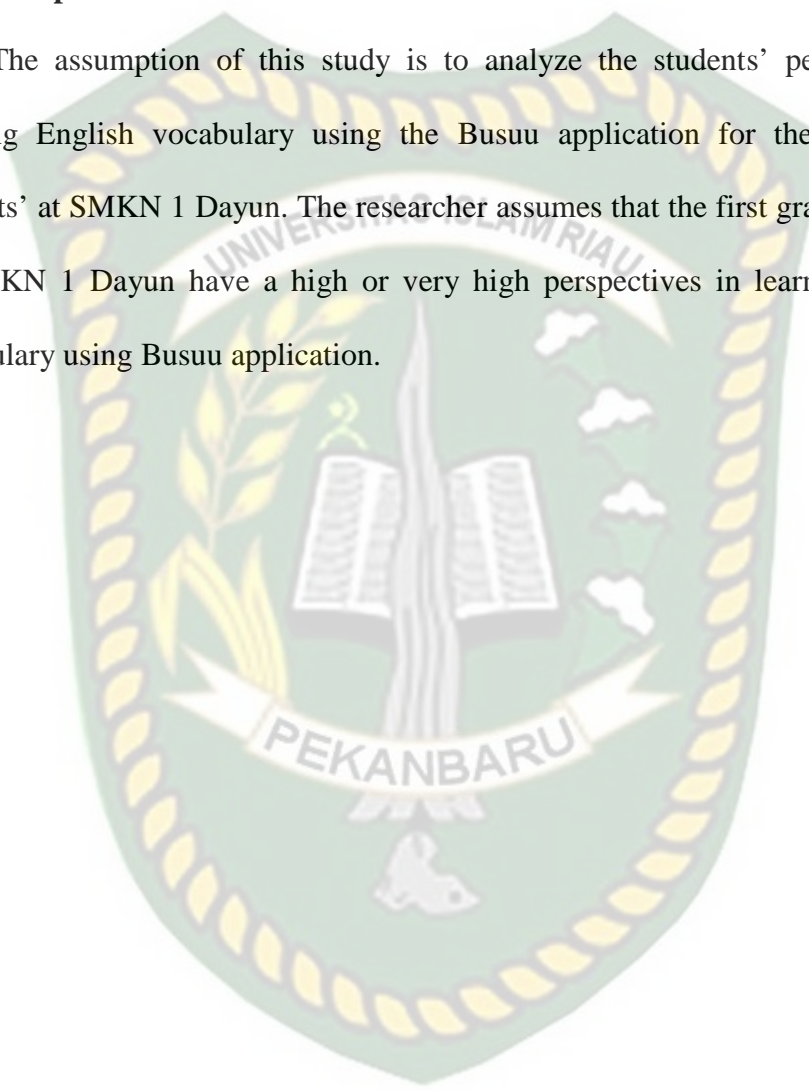 The assumption of this study is to analyze the students' pe
g English vocabulary using the Busuu application for the
ts' at SMKN 1 Dayun. The researcher assumes that the first gra
KN 1 Dayun have a high or very high perspectives in learn
ulary using Busuu application.
UNIVERSITAS ISLAM RIAU
PEKANBARU